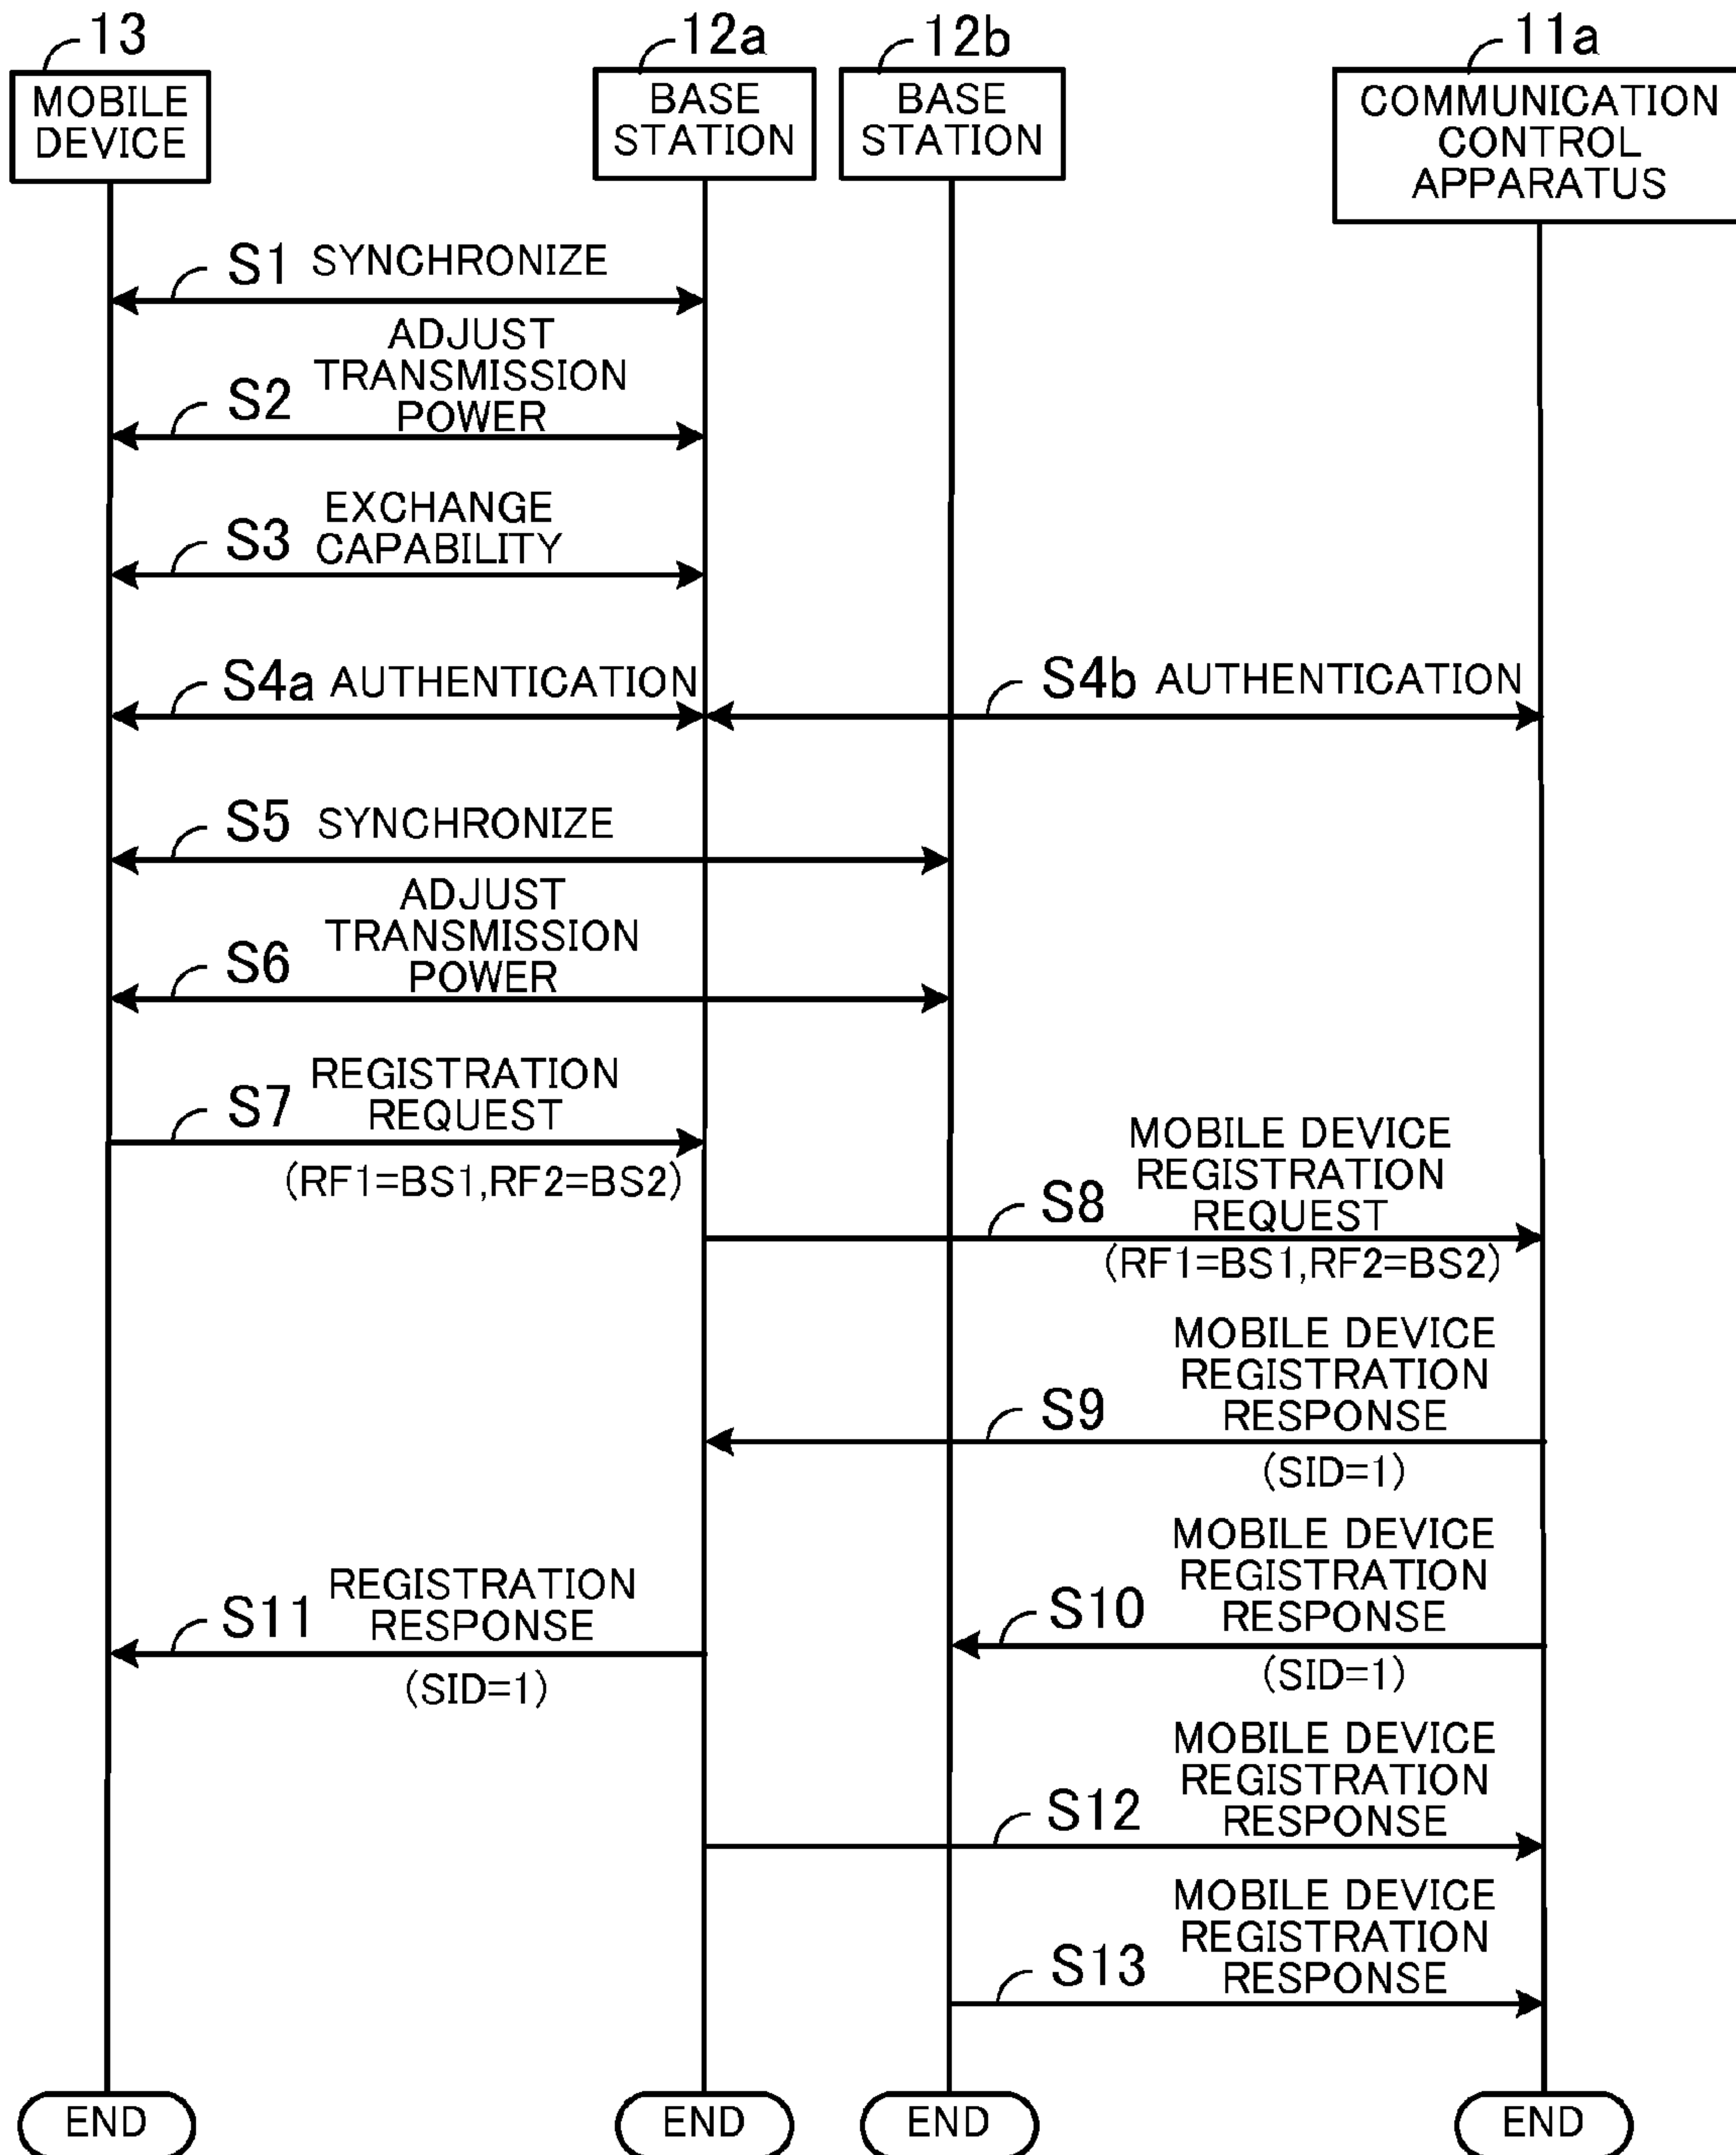 13
12a
12b
11a
MOBILE
DEVICE
BASE
STATION
BASE
STATION
COMMUNICATION
CONTROL
APPARATUS
S1 SYNCHRONIZE
ADJUST
TRANSMISSION
S2 POWER
EXCHANGE
S3 CAPABILITY
S4a AUTHENTICATION
S4b AUTHENTICATION
S5 SYNCHRONIZE
ADJUST
TRANSMISSION
S6 POWER
REGISTRATION
S7 REQUEST
(RF1=BS1,RF2=BS2)
MOBILE DEVICE
REGISTRATION
S8 REQUEST
(RF1=BS1,RF2=BS2)
MOBILE DEVICE
REGISTRATION
S9 RESPONSE
(SID=1)
MOBILE DEVICE
REGISTRATION
S10 RESPONSE
(SID=1)
REGISTRATION
S11 RESPONSE
(SID=1)
MOBILE DEVICE
REGISTRATION
S12 RESPONSE
MOBILE DEVICE
REGISTRATION
S13 RESPONSE
END
END
END
END